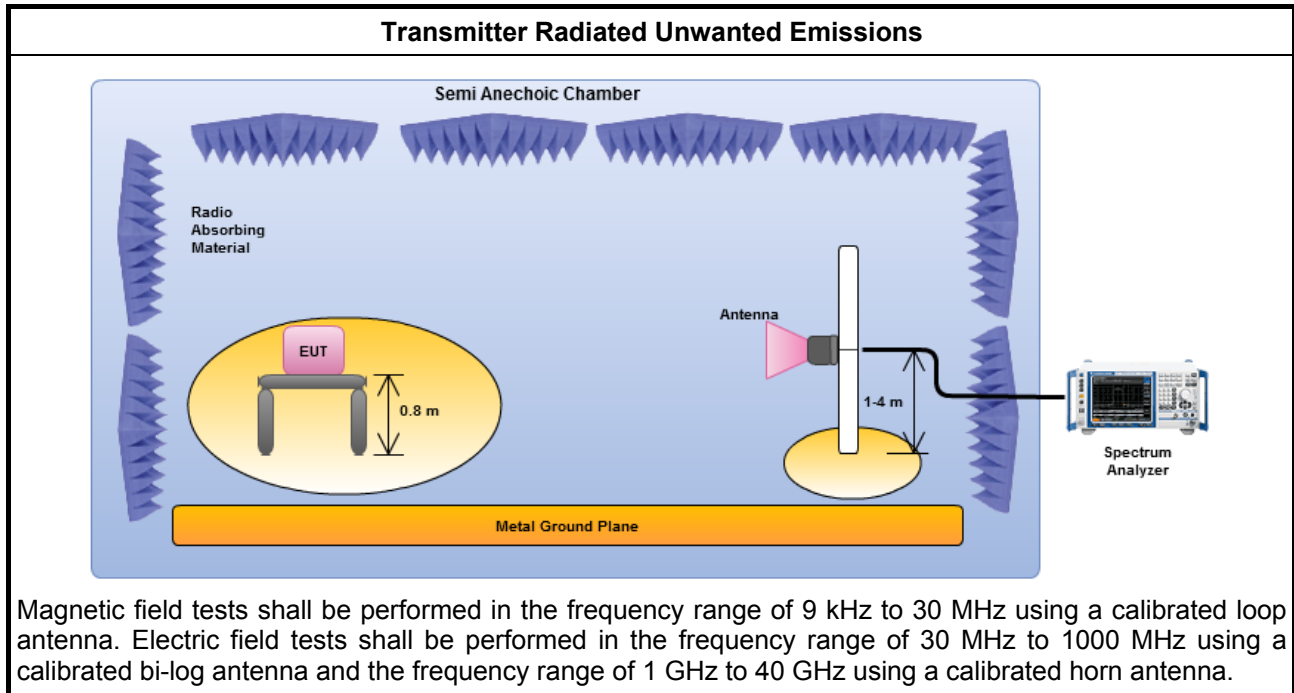 Transmitter Radiated Unwanted Emissions
Semi Anechoic Chamber
Radio
Absorbing
Material
Antenna
EUT
0.8 m
1-4 m
Spectrum
Analyzer
Metal Ground Plane
Magnetic field tests shall be performed in the frequency range of 9 kHz to 30 MHz using a calibrated loop
antenna. Electric field tests shall be performed in the frequency range of 30 MHz to 1000 MHz using a
calibrated bi-log antenna and the frequency range of 1 GHz to 40 GHz using a calibrated horn antenna.